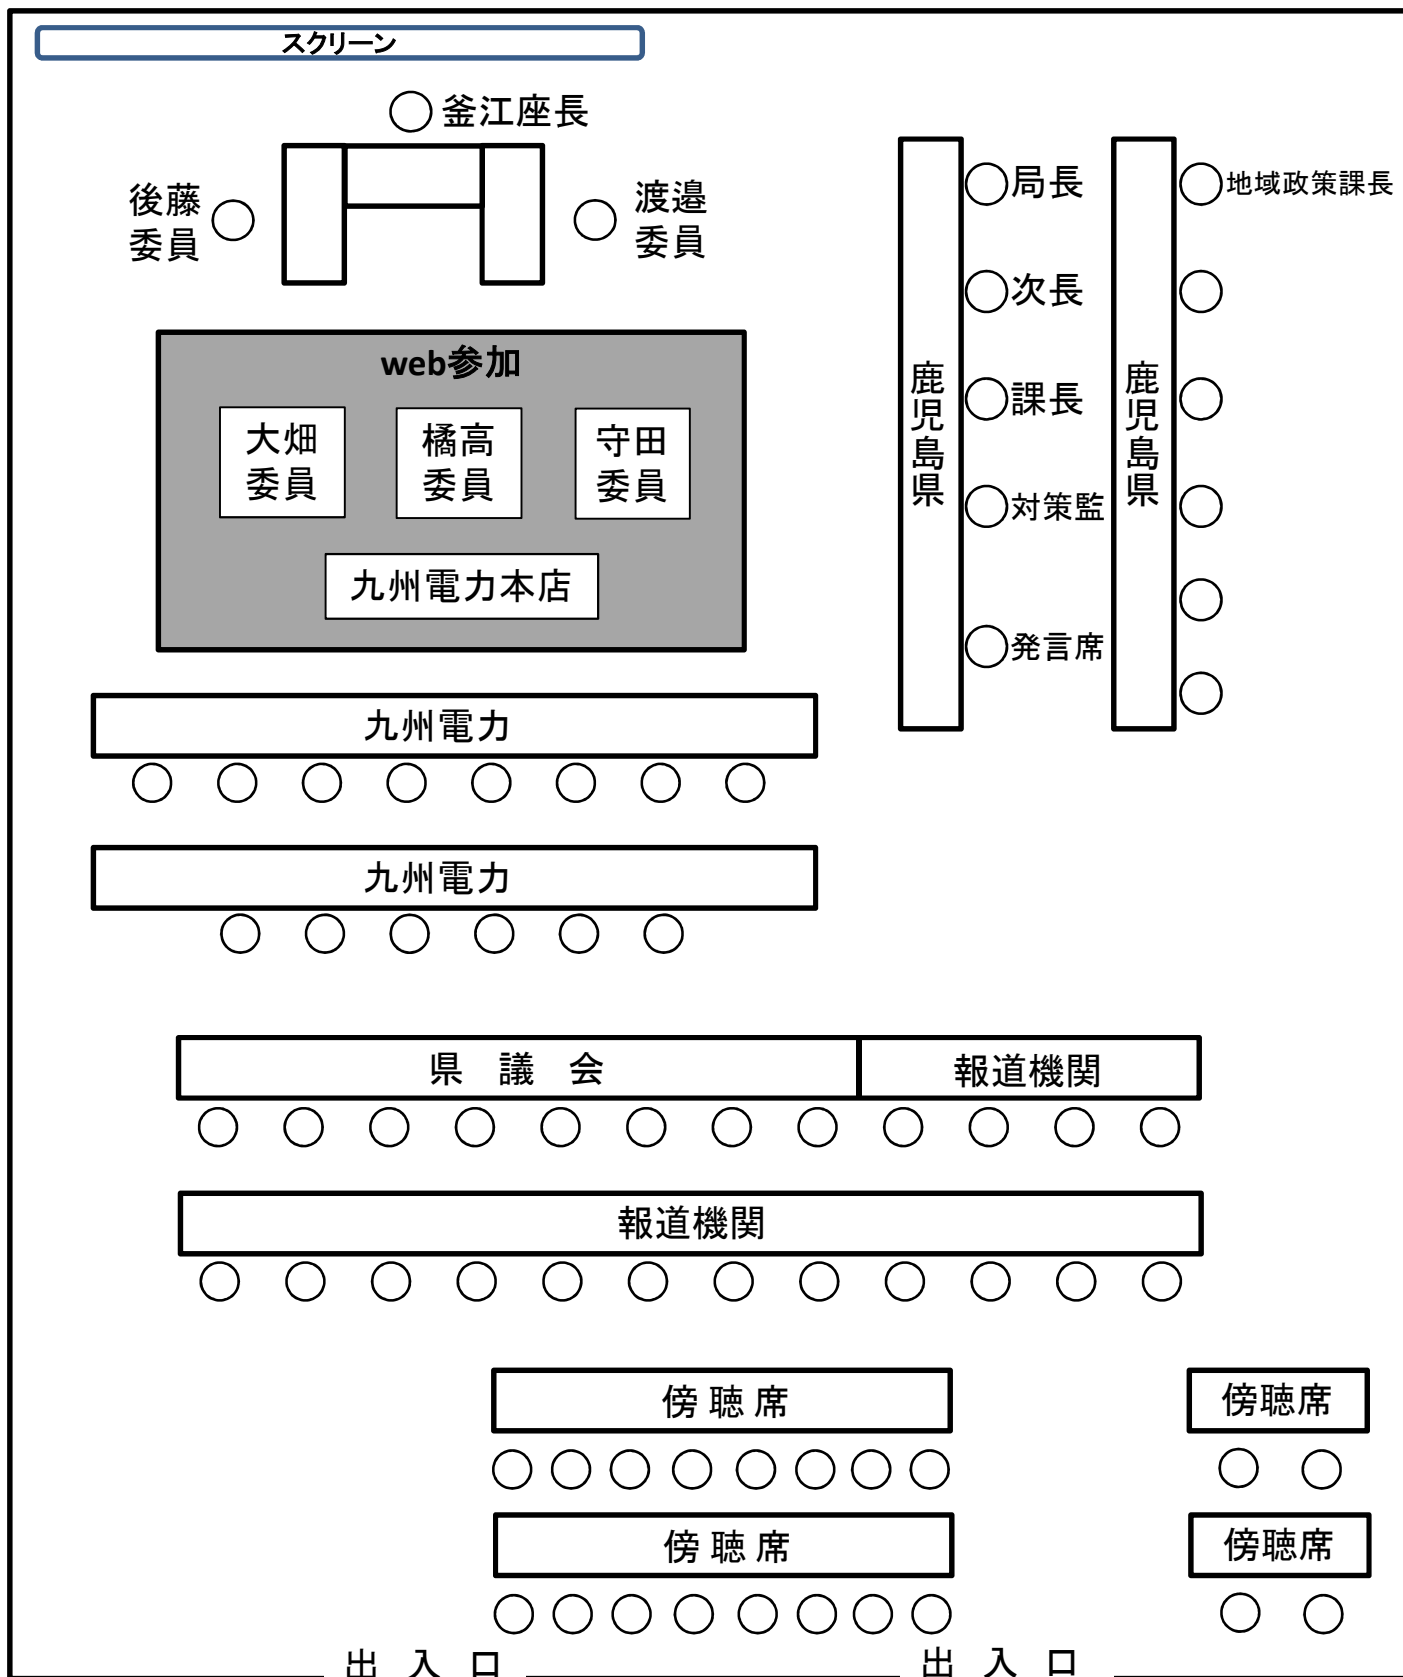 スクリーン
釜江座長
後藤
委員
渡邉
委員
web参加
大畑
委員
橘高
委員
守田
委員
九州電力本店
鹿児島県
局長
次長
課長
対策監
発言席
鹿児島県
地域政策課長
九州電力
九州電力
県 議 会
報道機関
報道機関
傍 聴 席
傍聴席
傍 聴 席
傍聴席
出 入 口
出 入 口